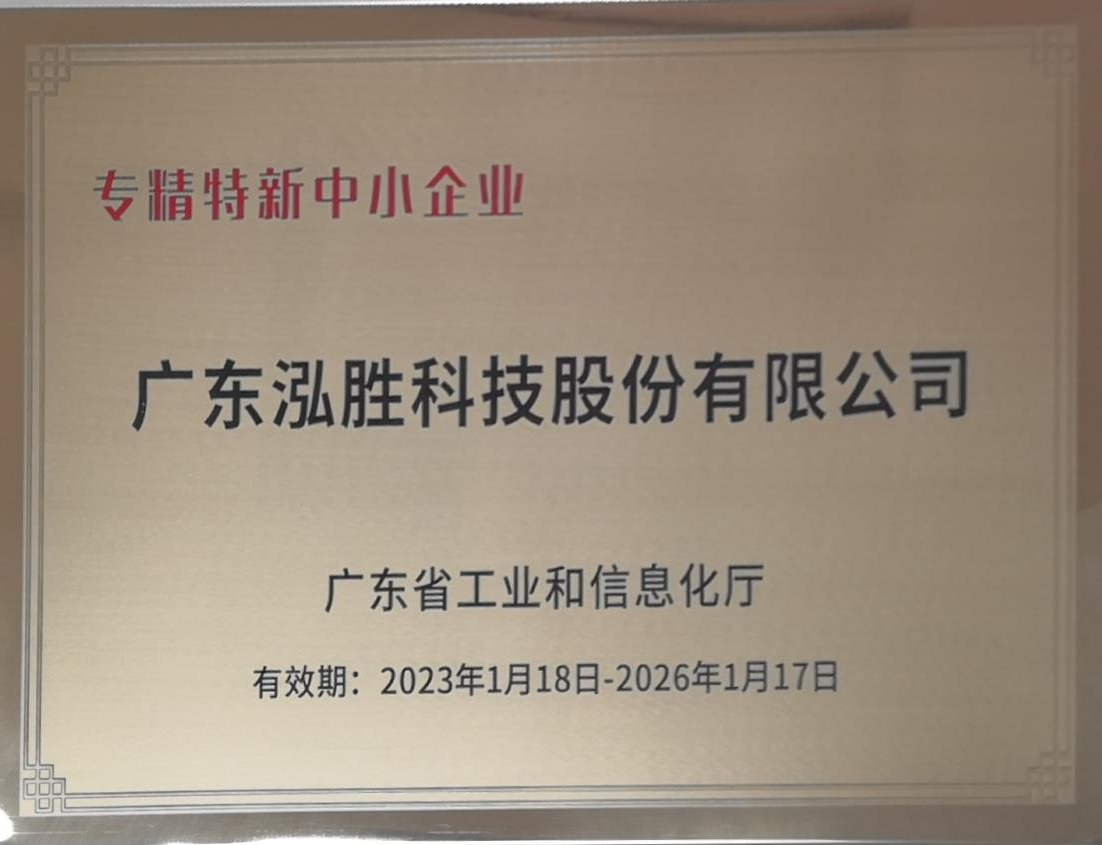 专精特新中小企业
广东泓胜科技股份有限公司
广东省工业和信息化厅
有效期：2023年1月18日-2026年1月17日